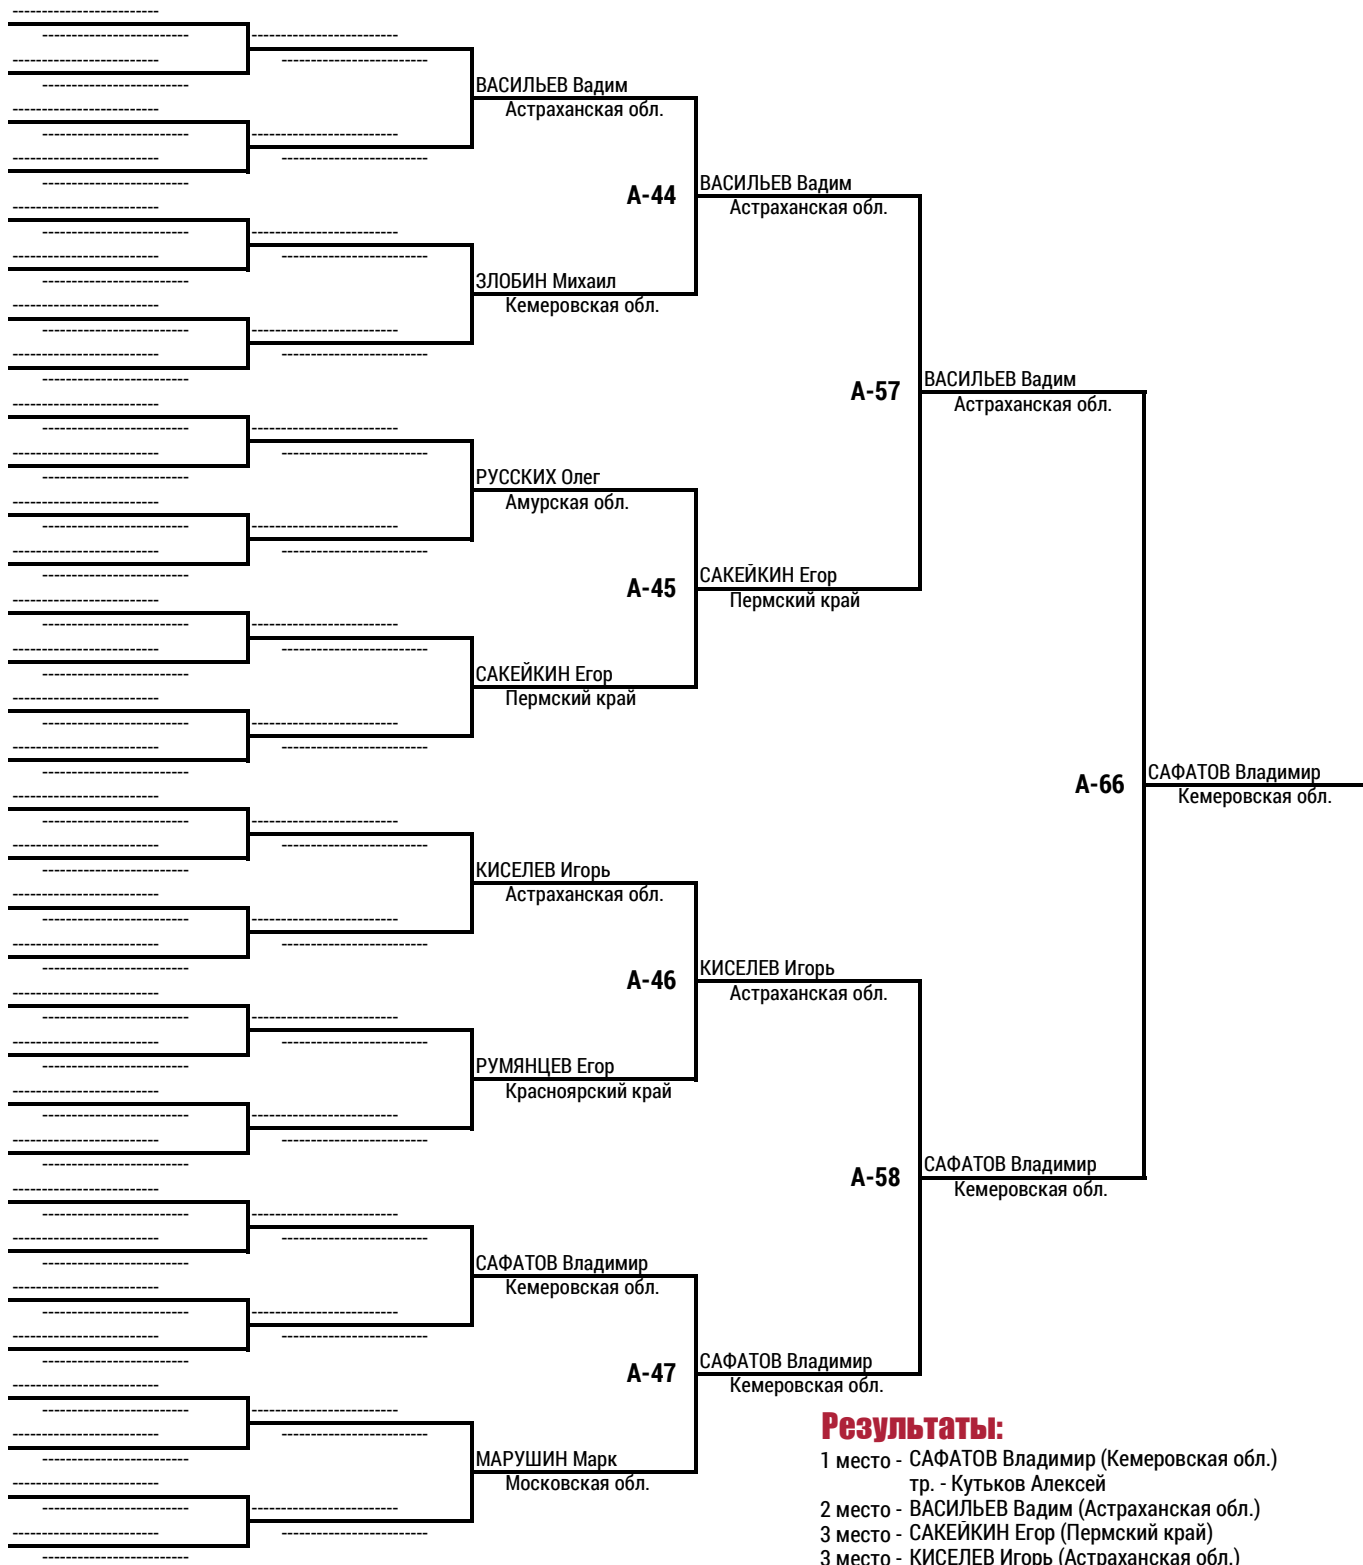 ВАСИЛЬЕВ Вадим
Астраханская обл.
А-44
ВАСИЛЬЕВ Вадим
Астраханская обл.
ЗЛОБИН Михаил
Кемеровская обл.
А-57
ВАСИЛЬЕВ Вадим
Астраханская обл.
РУССКИХ Олег
Амурская обл.
А-45
САКЕЙКИН Егор
Пермский край
САКЕЙКИН Егор
Пермский край
А-66
САФАТОВ Владимир
Кемеровская обл.
КИСЕЛЕВ Игорь
Астраханская обл.
А-46
КИСЕЛЕВ Игорь
Астраханская обл.
РУМЯНЦЕВ Егор
Красноярский край
А-58
САФАТОВ Владимир
Кемеровская обл.
САФАТОВ Владимир
Кемеровская обл.
А-47
САФАТОВ Владимир
Кемеровская обл.
МАРУШИН Марк
Московская обл.
Результаты:
1 место - САФАТОВ Владимир (Кемеровская обл.)
тр. - Кутьков Алексей
2 место - ВАСИЛЬЕВ Вадим (Астраханская обл.)
3 место - САКЕЙКИН Егор (Пермский край)
3 место - КИСЕЛЕВ Игорь (Астраханская обл.)